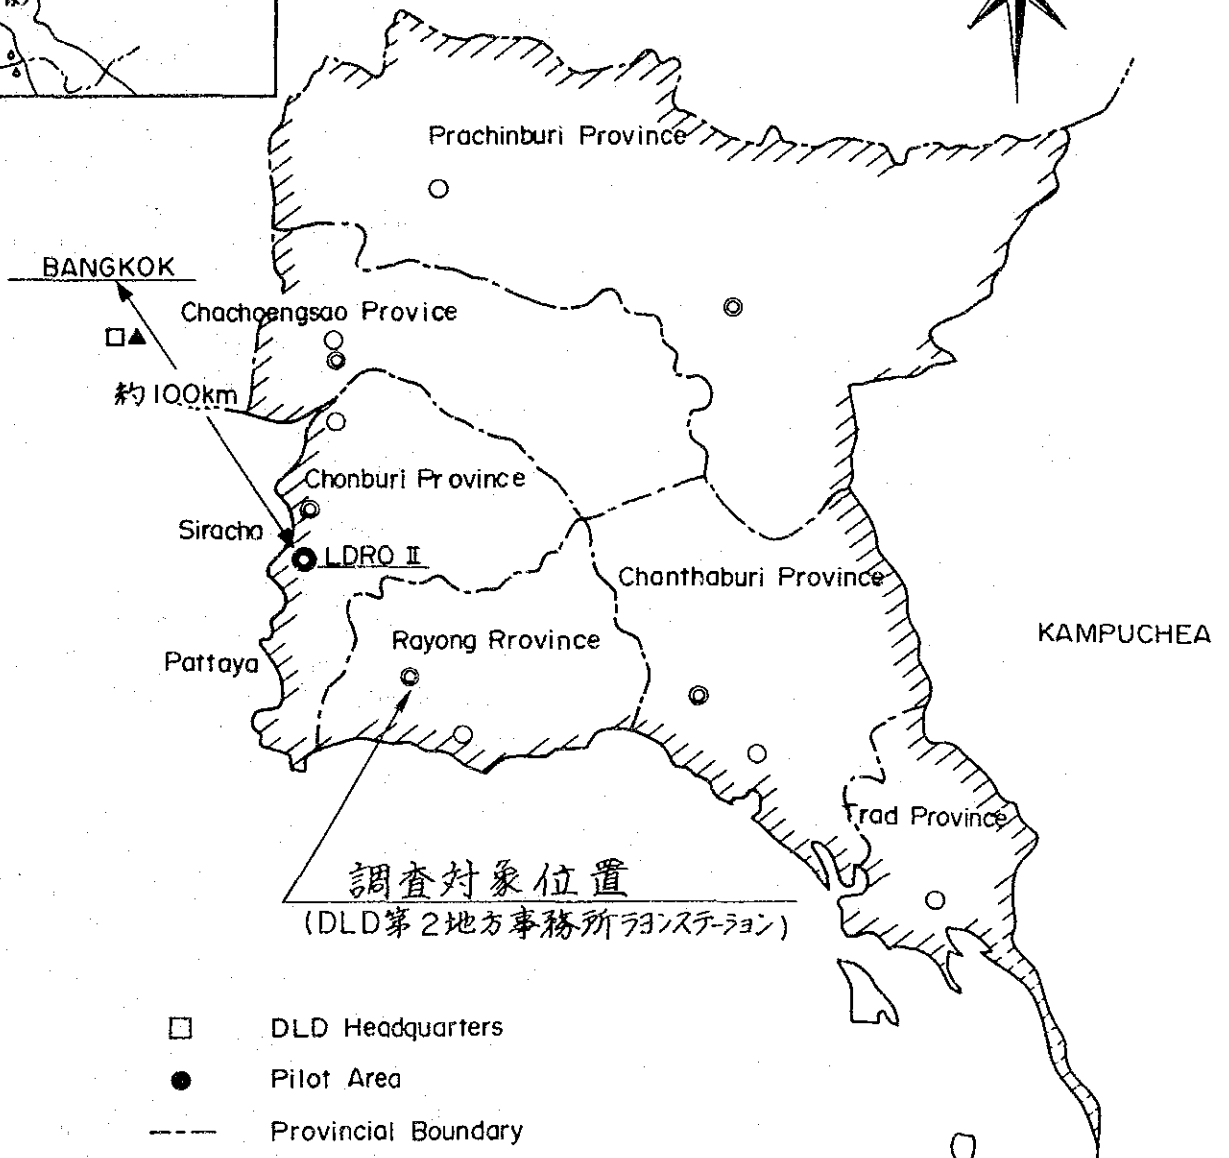 Prachinburi Province
BANGKOK
Chachoengsao Provice
約100km
Chonburi Province
Siracha
LDRO II
Chanthaburi Province
KAMPUCHEA
Rayong Rrovince
Pattaya
Trad Province
調査対象位置
(DLD第2地方事務所ラヨンステーション)
DLD Headquarters
Pilot Area
Provincial Boundary